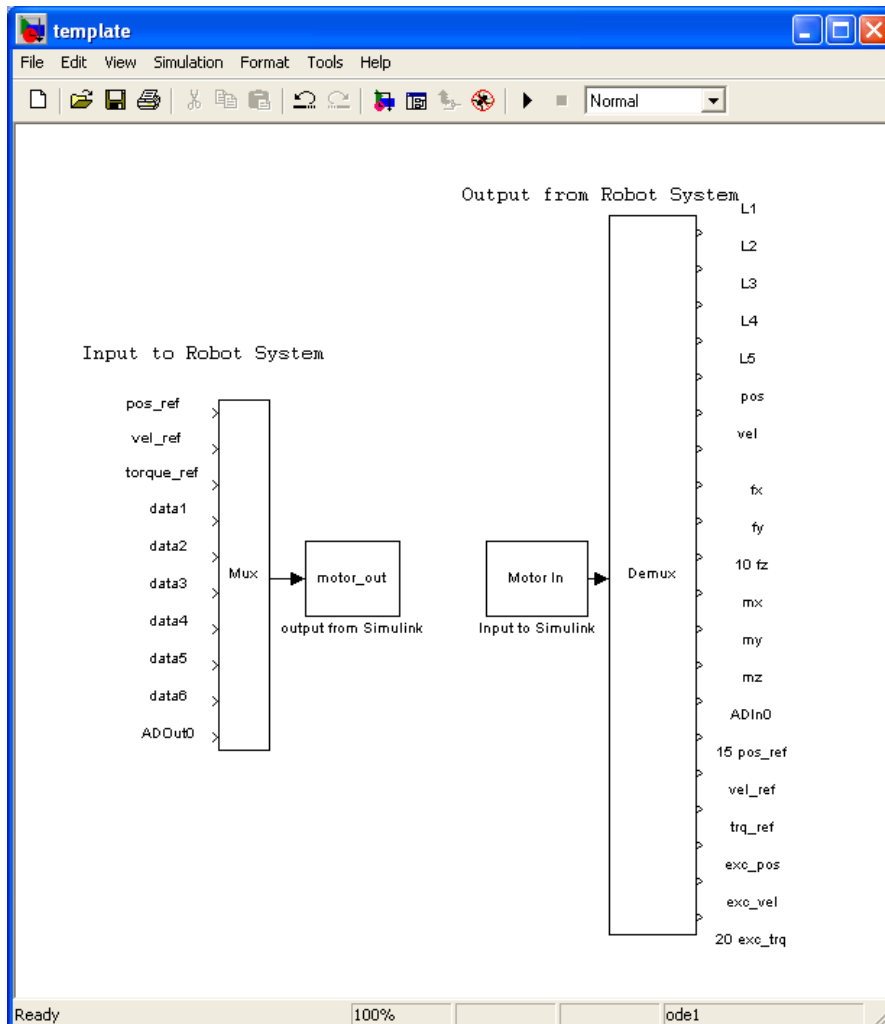 template
File Edit View Simulation Format Tools Help
Normal
Output from Robot System
L1
L2
L3
L4
L5
pos
vel
fx
fy
10 fz
mx
my
mz
ADIn0
15 pos_ref
vel_ref
trq_ref
exc_pos
exc_vel
20 exc_trq
Input to Robot System
pos_ref
vel_ref
torque_ref
data1
data2
data3
data4
data5
data6
ADOut0
Mux
motor_out
output from Simulink
Motor In
Input to Simulink
Demux
Ready 100% ode1